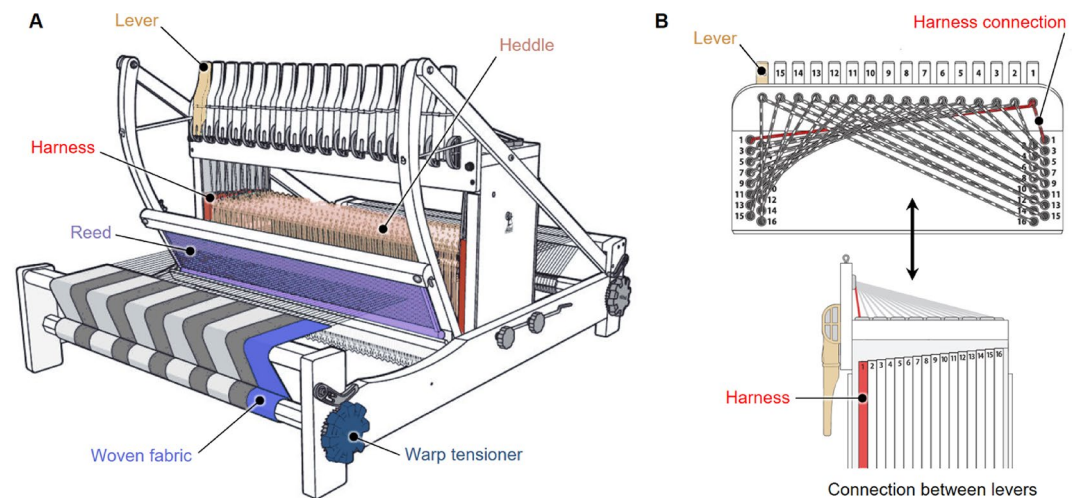 A
Lever
Heddle
Harness
Reed
Woven fabric
Warp tensioner
B
Harness connection
Lever
15 14 13 12 11 10 9 8 7 6 5 4 3 2 1
1 1
3 3
5 5
7 7
9 9
10
11 11
12
13 13
14
15 15
16 16
1 2 3 4 5 6 7 8 9 10 11 12 13 14 15 16
Harness
Connection between levers